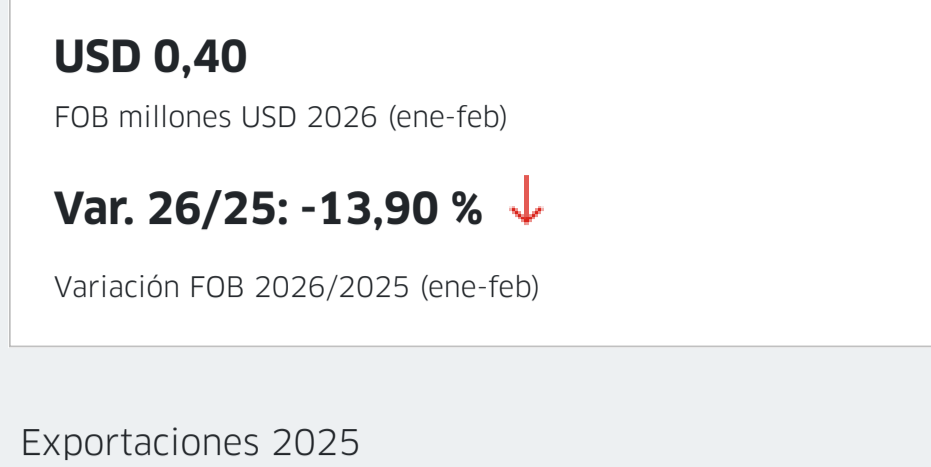 USD 0,40
FOB millones USD 2026 (ene-feb)
Var. 26/25: -13,90 %
Variación FOB 2026/2025 (ene-feb)
Exportaciones 2025